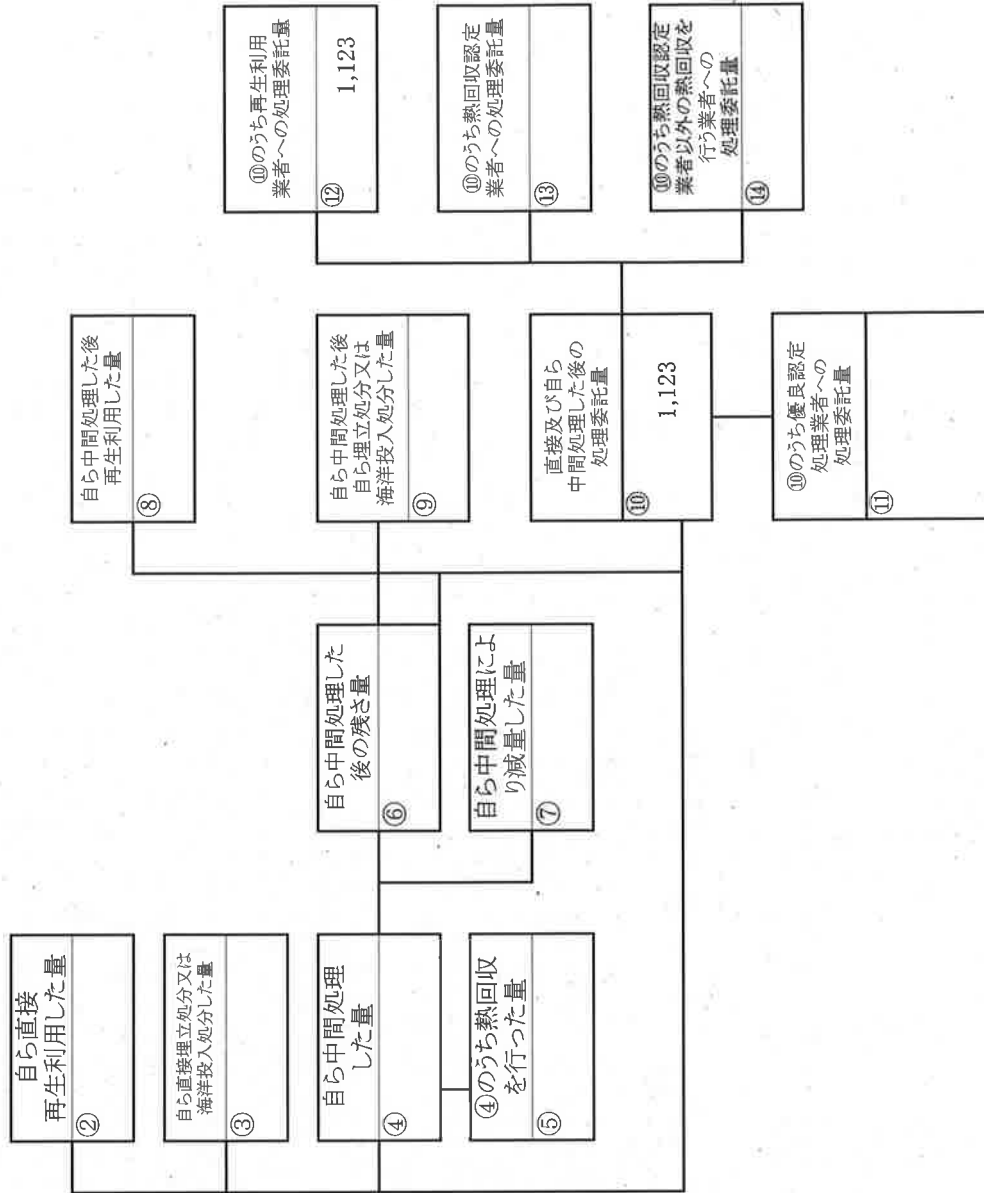 自ら直接
再生利用した量
②
自ら直接埋立処分又は
海洋投入処分した量
③
自ら中間処理
した量
④
④のうち熱回収
を行った量
⑤
自ら中間処理した
後の残さ量
⑥
自ら中間処理によ
り減量した量
⑦
自ら中間処理した後
再生利用した量
⑧
自ら中間処理した後
自ら埋立処分又は
海洋投入処分した量
⑨
直接及び自ら
中間処理した後の
処理委託量
⑩
1,123
⑩のうち優良認定
処理業者への
処理委託量
⑪
⑩のうち再生利用
業者への処理委託量
⑫
1,123
⑩のうち熱回収認定
業者への処理委託量
⑬
⑩のうち熱回収認定
業者以外の熱回収を
行う業者への
処理委託量
⑭